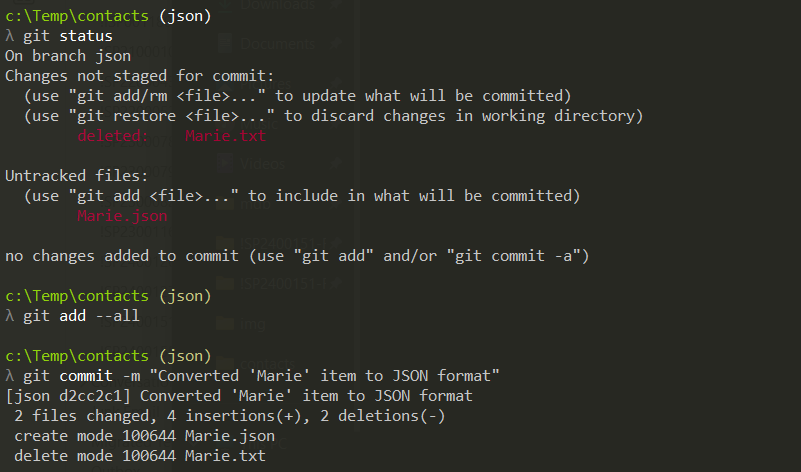 c:\Temp\contacts (json)
λ git status
On branch json
Changes not staged for commit:
  (use "git add/rm <file>..." to update what will be committed)
  (use "git restore <file>..." to discard changes in working directory)
        deleted:    Marie.txt

Untracked files:
  (use "git add <file>..." to include in what will be committed)
        Marie.json

no changes added to commit (use "git add" and/or "git commit -a")

c:\Temp\contacts (json)
λ git add --all

c:\Temp\contacts (json)
λ git commit -m "Converted 'Marie' item to JSON format"
[json d2cc2c1] Converted 'Marie' item to JSON format
 2 files changed, 4 insertions(+), 2 deletions(-)
 create mode 100644 Marie.json
 delete mode 100644 Marie.txt
Downloads
Documents
Videos